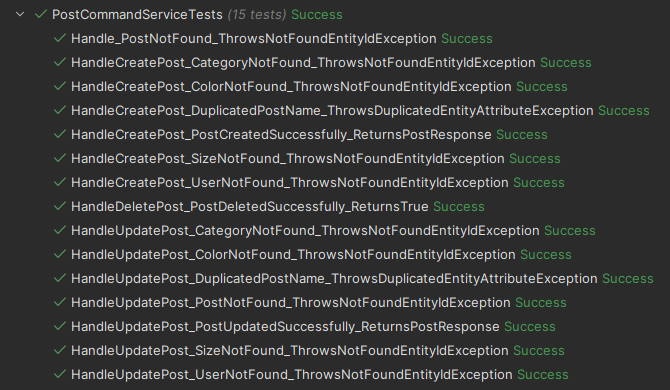 PostCommandServiceTests (15 tests) Success
Handle_PostNotFound_ThrowsNotFoundEntityIdException Success
HandleCreatePost_CategoryNotFound_ThrowsNotFoundEntityIdException Success
HandleCreatePost_ColorNotFound_ThrowsNotFoundEntityIdException Success
HandleCreatePost_DuplicatedPostName_ThrowsDuplicatedEntityAttributeException Success
HandleCreatePost_PostCreatedSuccessfully_ReturnsPostResponse Success
HandleCreatePost_SizeNotFound_ThrowsNotFoundEntityIdException Success
HandleCreatePost_UserNotFound_ThrowsNotFoundEntityIdException Success
HandleDeletePost_PostDeletedSuccessfully_ReturnsTrue Success
HandleUpdatePost_CategoryNotFound_ThrowsNotFoundEntityIdException Success
HandleUpdatePost_ColorNotFound_ThrowsNotFoundEntityIdException Success
HandleUpdatePost_DuplicatedPostName_ThrowsDuplicatedEntityAttributeException Success
HandleUpdatePost_PostNotFound_ThrowsNotFoundEntityIdException Success
HandleUpdatePost_PostUpdatedSuccessfully_ReturnsPostResponse Success
HandleUpdatePost_SizeNotFound_ThrowsNotFoundEntityIdException Success
HandleUpdatePost_UserNotFound_ThrowsNotFoundEntityIdException Success